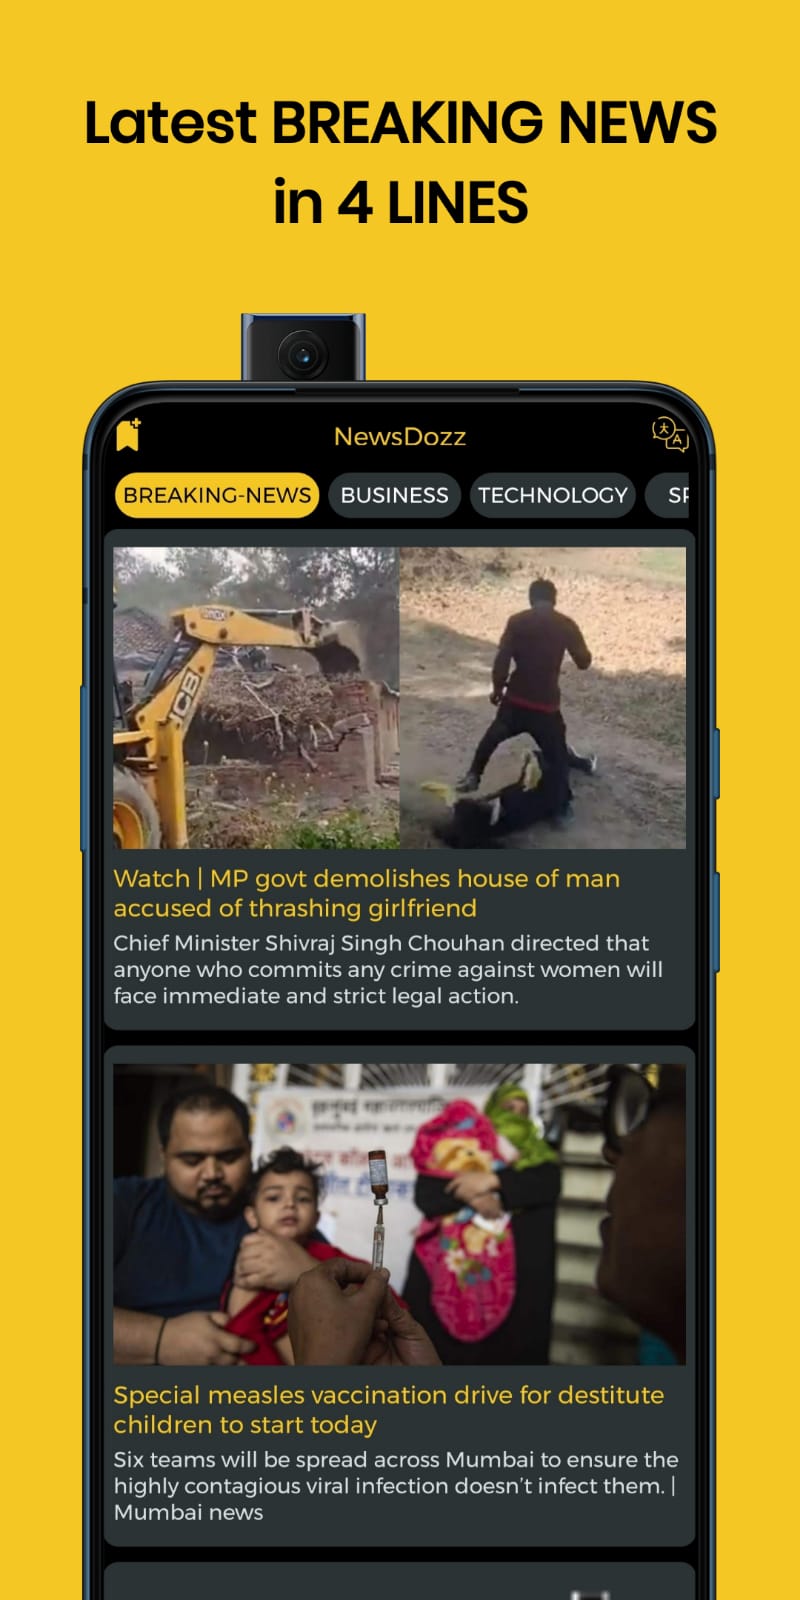 Latest BREAKING NEWS
in 4 LINES
NewsDozz
BREAKING-NEWS BUSINESS TECHNOLOGY
JCB
Watch | MP govt demolishes house of man
accused of thrashing girlfriend
Chief Minister Shivraj Singh Chouhan directed that
anyone who commits any crime against women will
face immediate and strict legal action.
Special measles vaccination drive for destitute
children to start today
Six teams will be spread across Mumbai to ensure the
highly contagious viral infection doesn’t infect them. |
Mumbai news